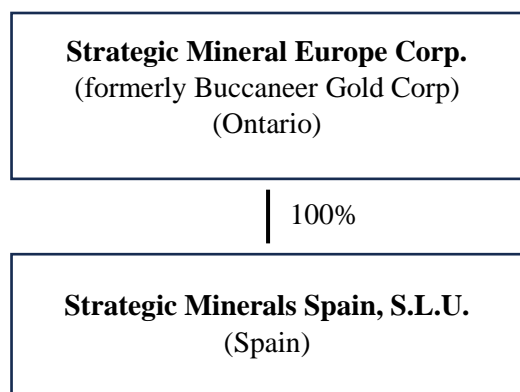 Strategic Mineral Europe Corp.
(formerly Buccaneer Gold Corp)
(Ontario)
100%
Strategic Minerals Spain, S.L.U.
(Spain)